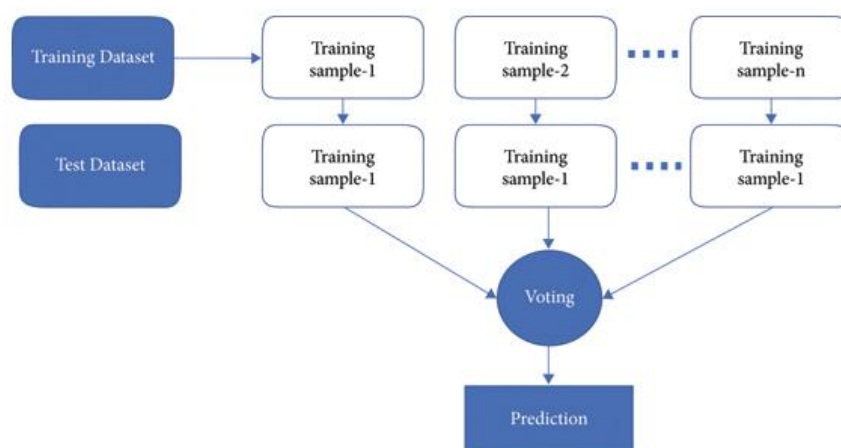 Training Dataset
Training
sample-1
Training
sample-2
Training
sample-n
Test Dataset
Training
sample-1
Training
sample-1
Training
sample-1
Voting
Prediction